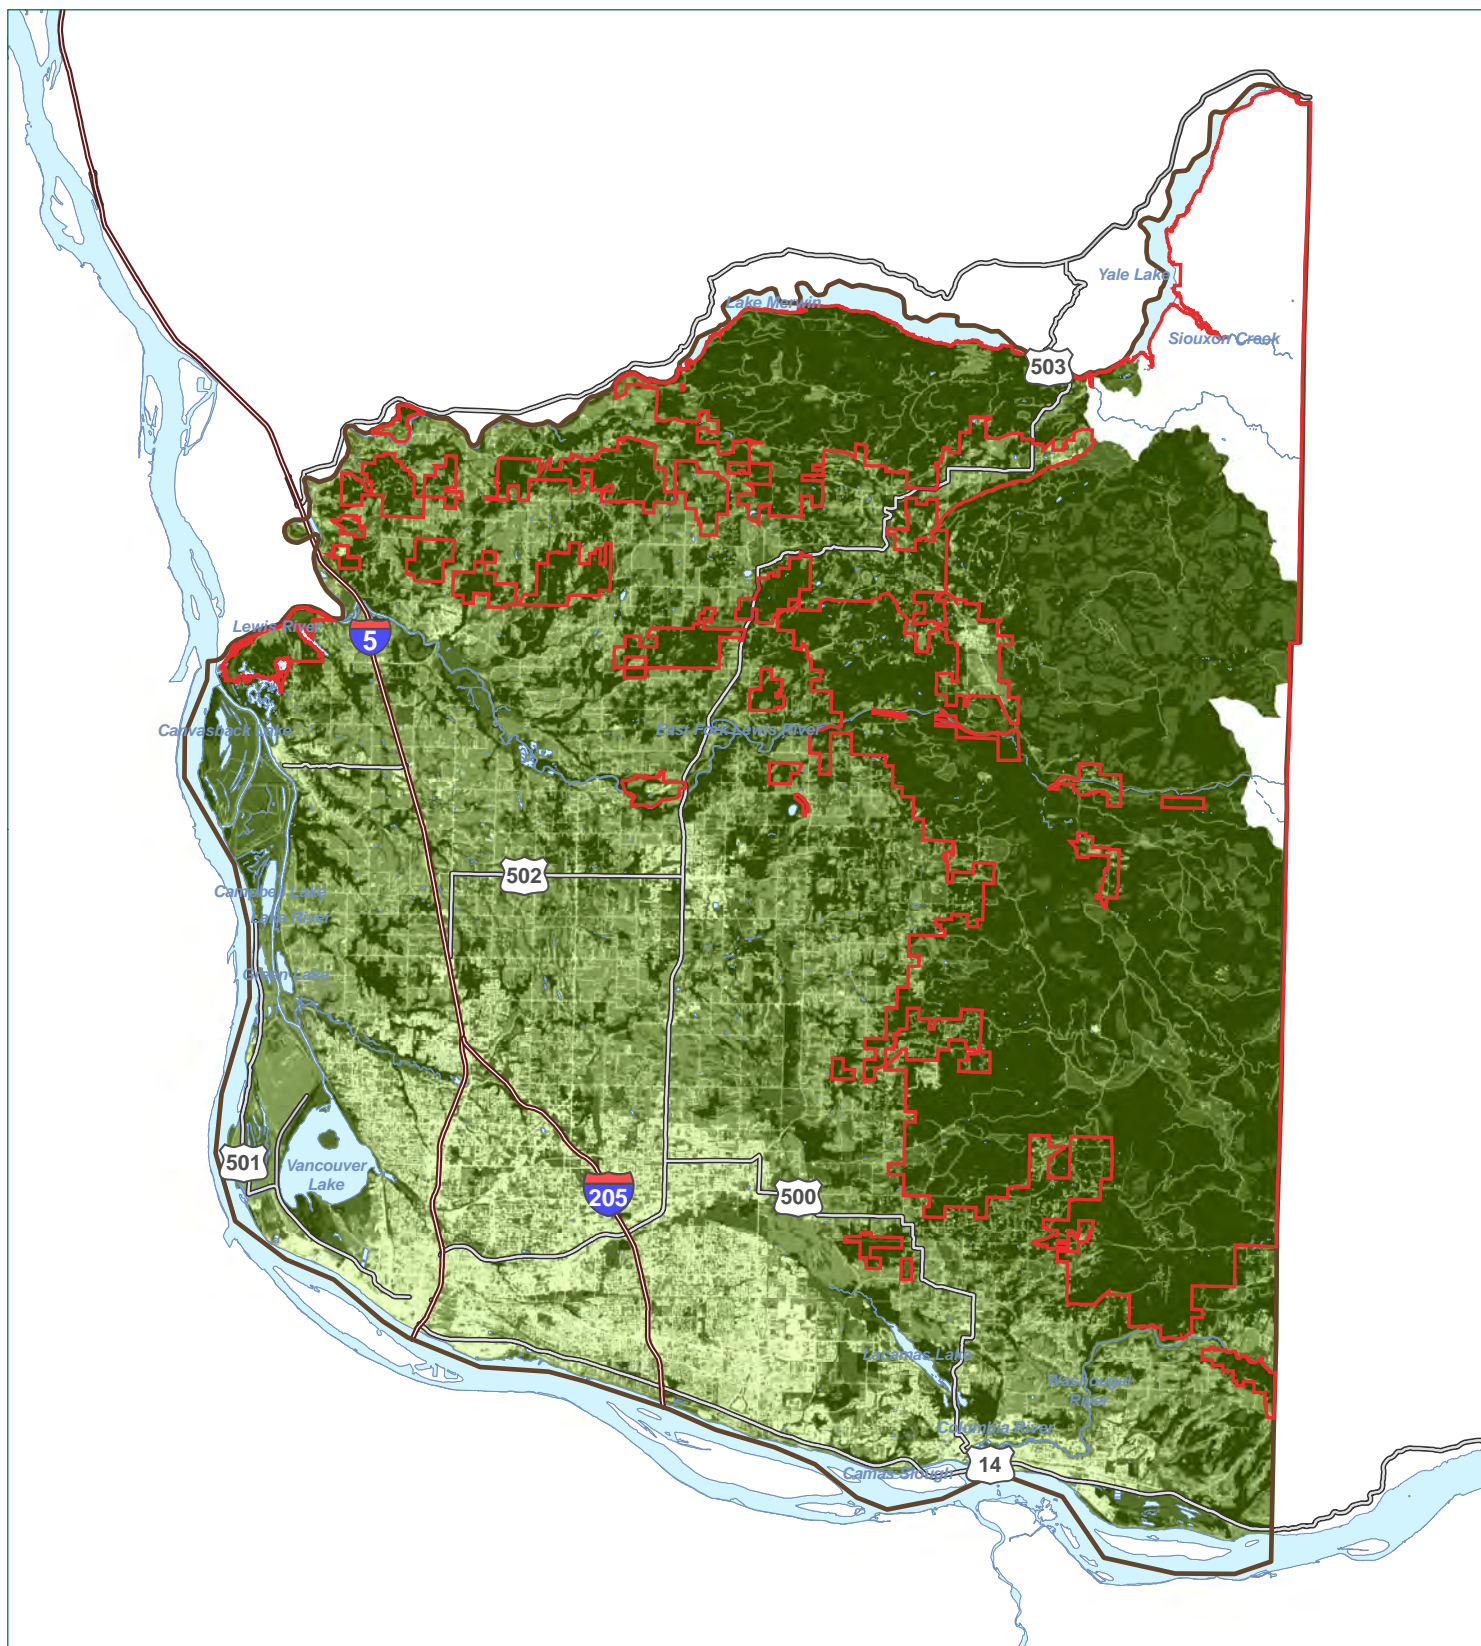 Yale Lake
Lake Merwin
Siouxon Creek
503
Lewis River
5
Canvasback Lake
East Fork Lewis River
502
Campbell Lake
Lake River
Green Lake
501
Vancouver
Lake
205
500
Lacamas Lake
Washougal
River
Columbia River
14
Camas Slough